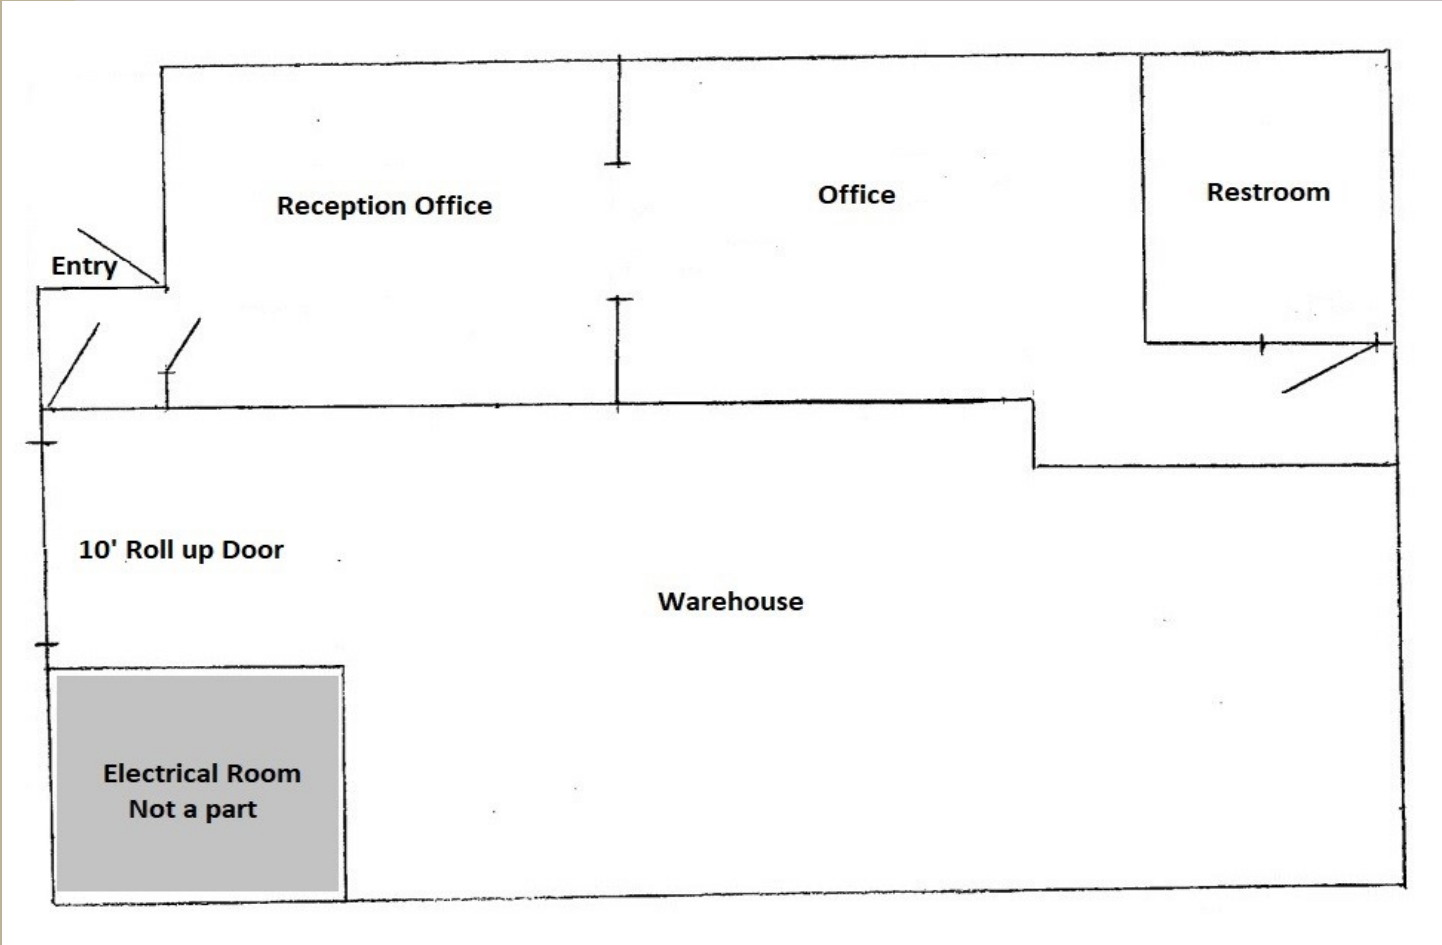 Reception Office
Office
Restroom
Entry
10' Roll up Door
Warehouse
Electrical Room
Not a part